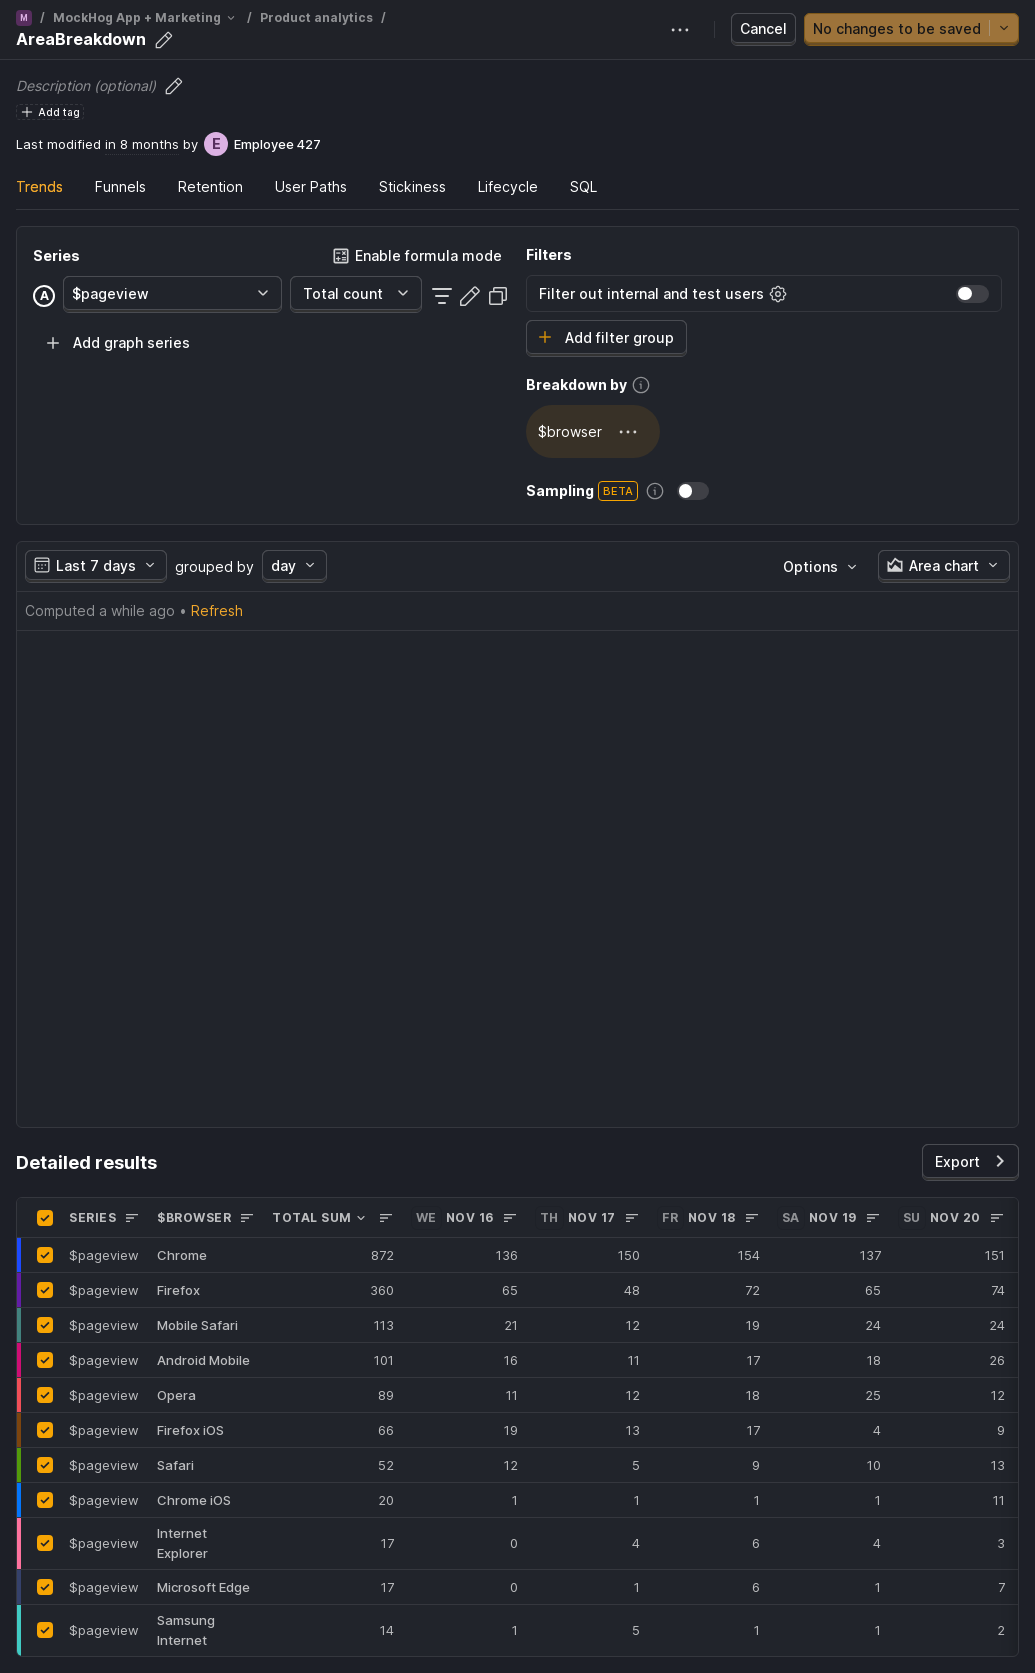 M / MockHog App + Marketing / Product analytics /
AreaBreakdown
Cancel
No changes to be saved
Description (optional)
Add tag
Last modified in 8 months by E Employee 427
Trends Funnels Retention User Paths Stickiness Lifecycle SQL
Series
Enable formula mode
A $pageview Total count
Add graph series
Filters
Filter out internal and test users
Add filter group
Breakdown by
$browser
Sampling BETA
Last 7 days grouped by day Options Area chart
Computed a while ago • Refresh
Detailed results
Export
SERIES $BROWSER TOTAL SUM WE NOV 16 TH NOV 17 FR NOV 18 SA NOV 19 SU NOV 20
$pageview Chrome 872 136 150 154 137 151
$pageview Firefox 360 65 48 72 65 74
$pageview Mobile Safari 113 21 12 19 24 24
$pageview Android Mobile 101 16 11 17 18 26
$pageview Opera 89 11 12 18 25 12
$pageview Firefox iOS 66 19 13 17 4 9
$pageview Safari 52 12 5 9 10 13
$pageview Chrome iOS 20 1 1 1 1 11
$pageview Internet Explorer 17 0 4 6 4 3
$pageview Microsoft Edge 17 0 1 6 1 7
$pageview Samsung Internet 14 1 5 1 1 2